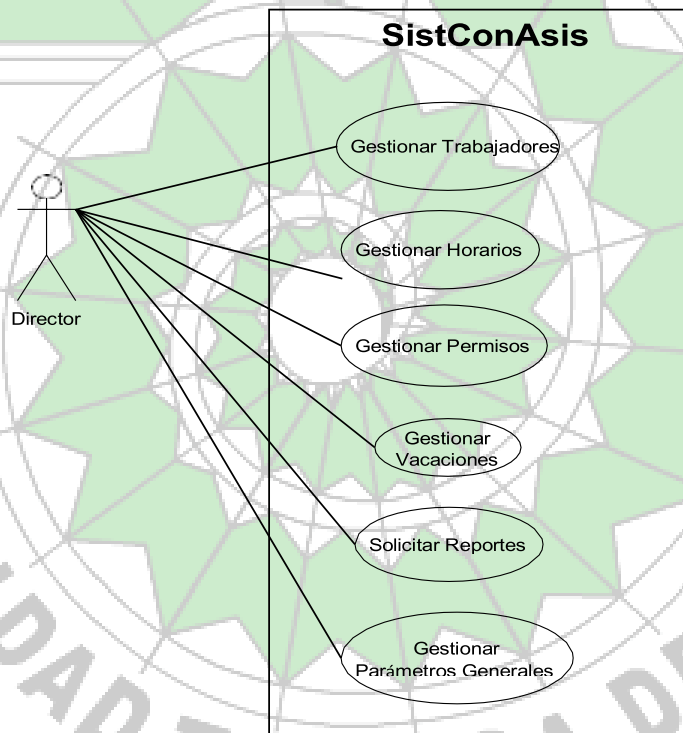 SistConAsis
Gestionar Trabajadores
Gestionar Horarios
Director
Gestionar Permisos
Gestionar
Vacaciones
Solicitar Reportes
Gestionar
Parámetros Generales